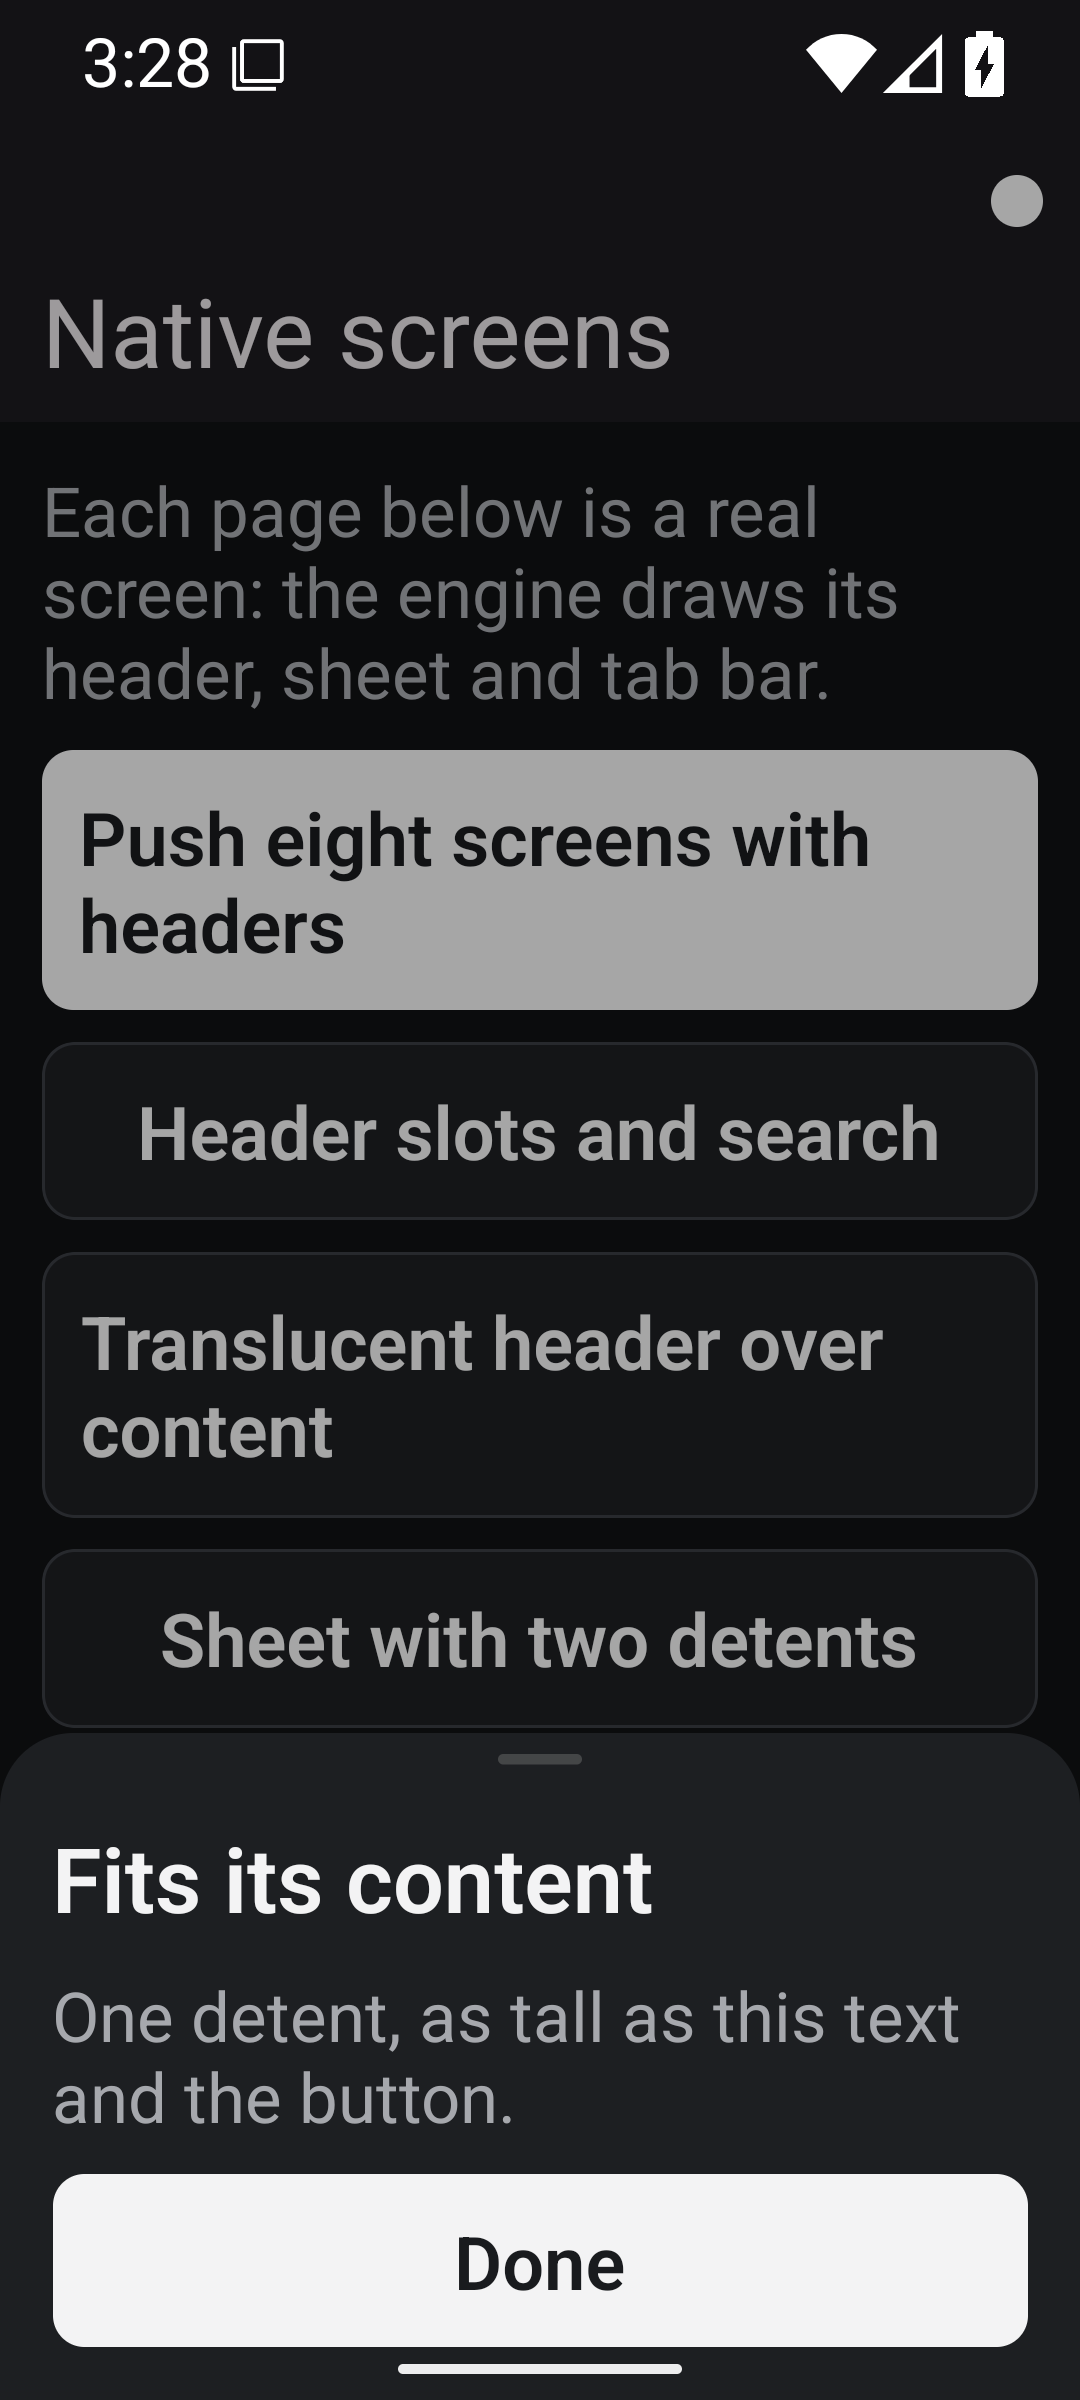 3:28
Native screens
Each page below is a real
screen: the engine draws its
header, sheet and tab bar.
Push eight screens with
headers
Header slots and search
Translucent header over
content
Sheet with two detents
Fits its content
One detent, as tall as this text
and the button.
Done